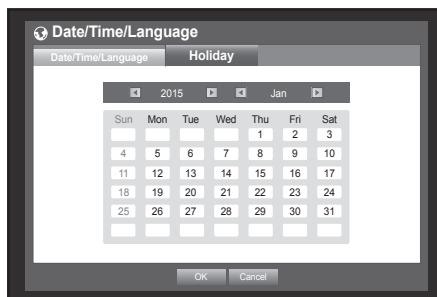 Date/Time/Language
Date/Time/Language Holiday
2015 Jan
Sun Mon Tue Wed Thu Fri Sat
1 2 3
4 5 6 7 8 9 10
11 12 13 14 15 16 17
18 19 20 21 22 23 24
25 26 27 28 29 30 31
OK Cancel